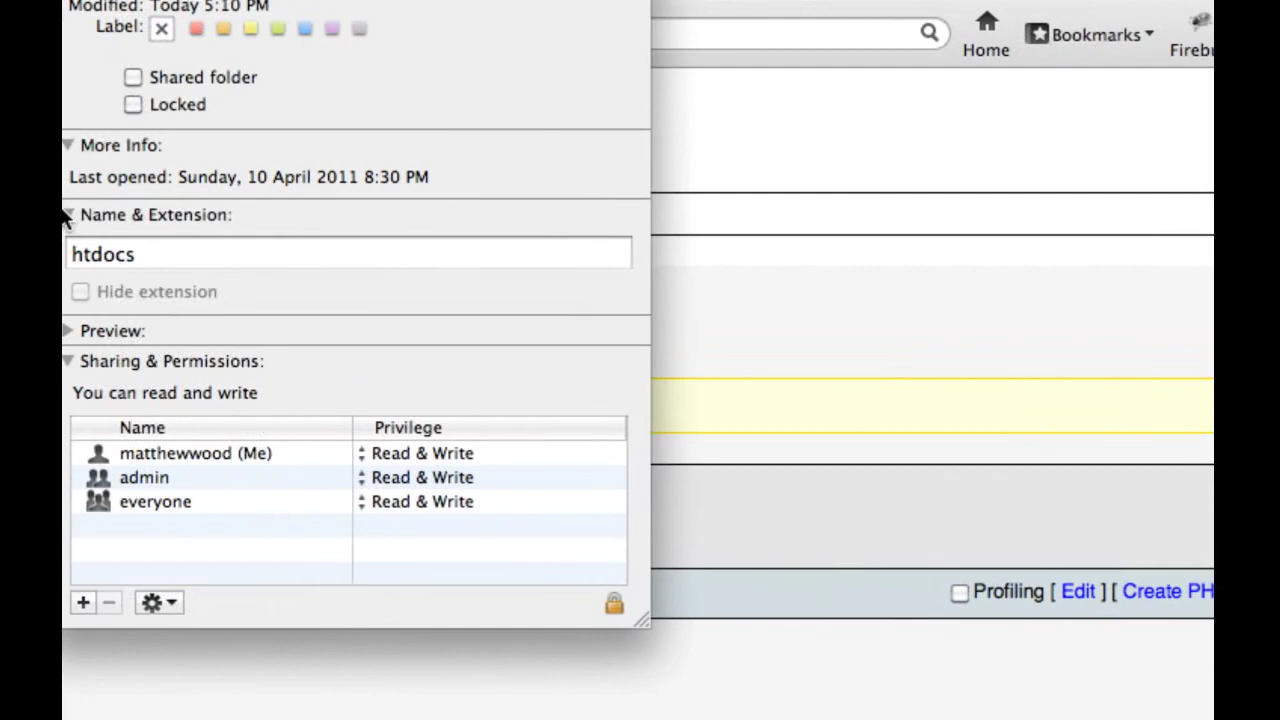 Modified: Today 5:10 PM
Label:
Shared folder
Locked
More Info:
Last opened: Sunday, 10 April 2011 8:30 PM
Name & Extension:
htdocs
Hide extension
Preview:
Sharing & Permissions:
You can read and write
Name Privilege
matthewwood (Me) Read & Write
admin Read & Write
everyone Read & Write
Home
Bookmarks
Firebu
Profiling [ Edit ] [ Create PH